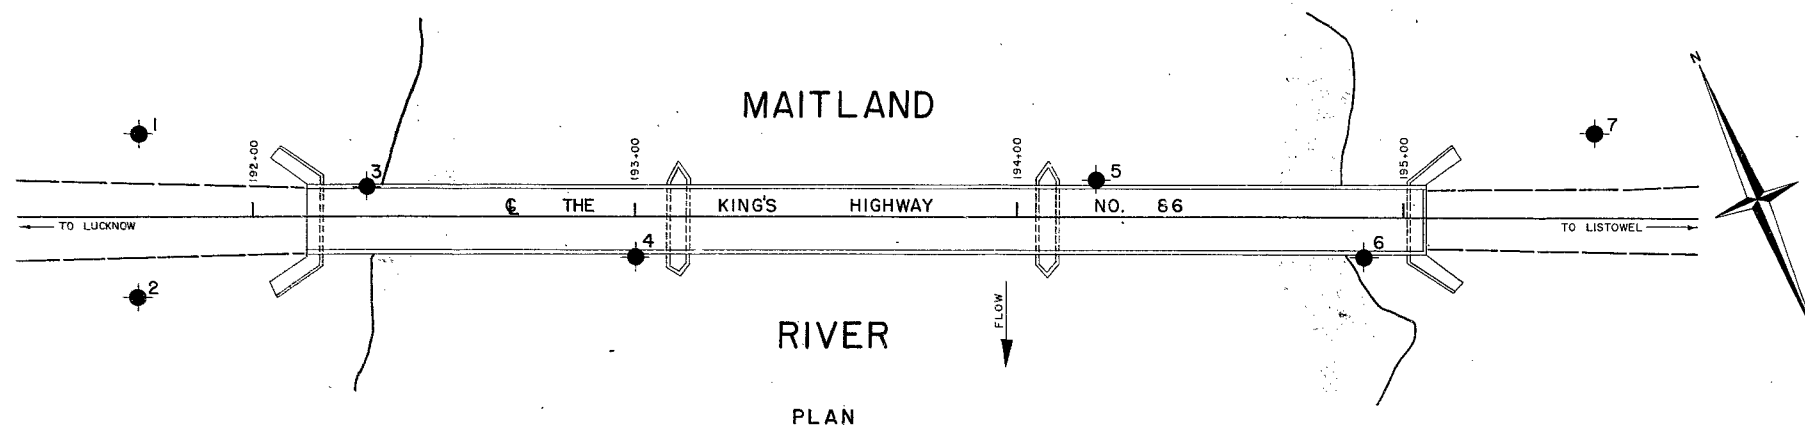 MAITLAND
N
1
7
192+00
193+00
194+00
195+00
3
5
℄ THE KING'S HIGHWAY NO. 86
TO LUCKNOW
TO LISTOWEL
4
6
2
FLOW
RIVER
PLAN